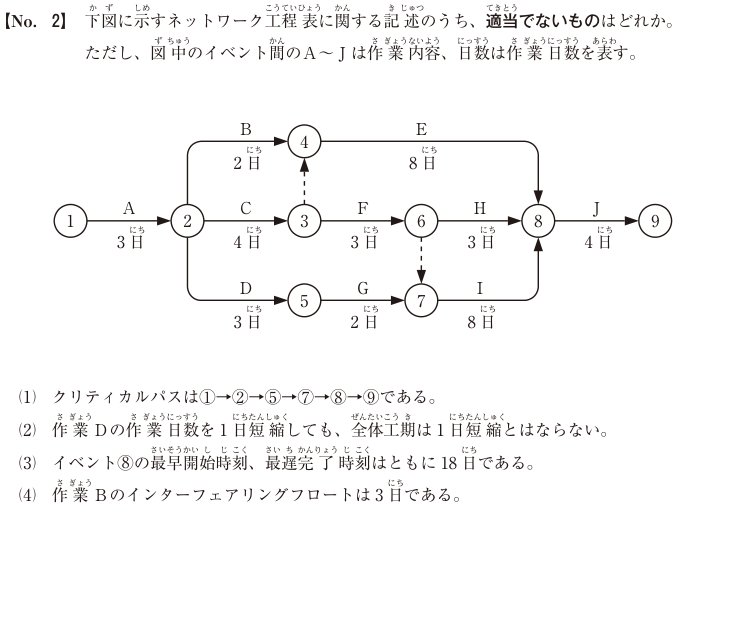 【No. 2】 下図に示すネットワーク工程表に関する記述のうち、適当でないものはどれか。
ただし、図中のイベント間のA〜Jは作業内容、日数は作業日数を表す。
B
4
E
2日
8日
1
A
2
C
3
F
6
H
8
J
9
3日
4日
3日
3日
4日
D
5
G
7
I
3日
2日
8日
(1) クリティカルパスは①→②→⑤→⑦→⑧→⑨である。
(2) 作業Dの作業日数を1日短縮しても、全体工期は1日短縮とはならない。
(3) イベント⑧の最早開始時刻、最遅完了時刻はともに18日である。
(4) 作業Bのインターフェアリングフロートは3日である。